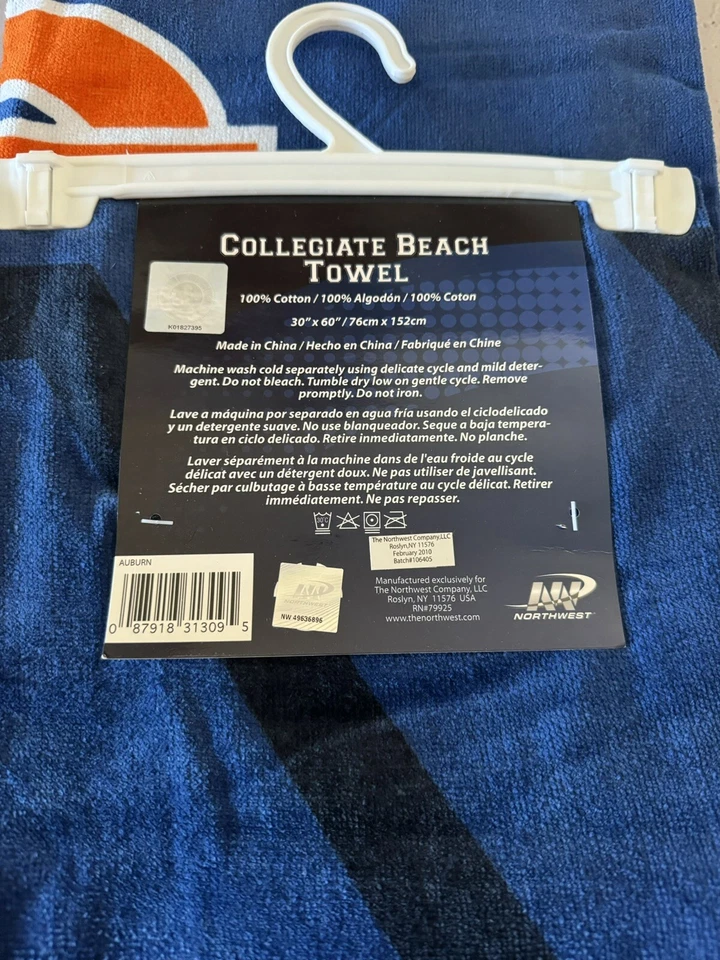 COLLEGIATE BEACH
TOWEL
100% Cotton / 100% Algodón / 100% Coton
30" x 60" / 76cm x 152cm
Made in China / Hecho en China / Fabriqué en Chine
N01827395
Machine wash cold separately using delicate cycle and mild deter-
gent. Do not bleach. Tumble dry low on gentle cycle. Remove
promptly. Do not iron.
Lave a máquina por separado en agua fría usando el ciclodelicado
y un detergente suave. No use blanqueador. Seque a baja tempera-
tura en ciclo delicado. Retire inmediatamente. No planche.
Laver séparément à la machine dans de l'eau froide au cycle
délicat avec un détergent doux. Ne pas utiliser de javellisant.
Sécher par culbutage à basse température au cycle délicat. Retirer
immédiatement. Ne pas repasser.
30°C
The Northwest Company,LLC
Roslyn,NY 11576
February 2010
Batch#106405
AUBURN
0 87918 31309 5
NW 49636896
Manufactured exclusively for
The Northwest Company, LLC
Roslyn, NY 11576 USA
RN#79925
www.thenorthwest.com
NORTHWEST